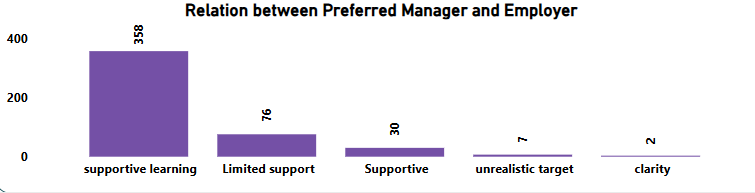 Relation between Preferred Manager and Employer
400
358
200
76
30
7
2
0
supportive learning
Limited support
Supportive
unrealistic target
clarity